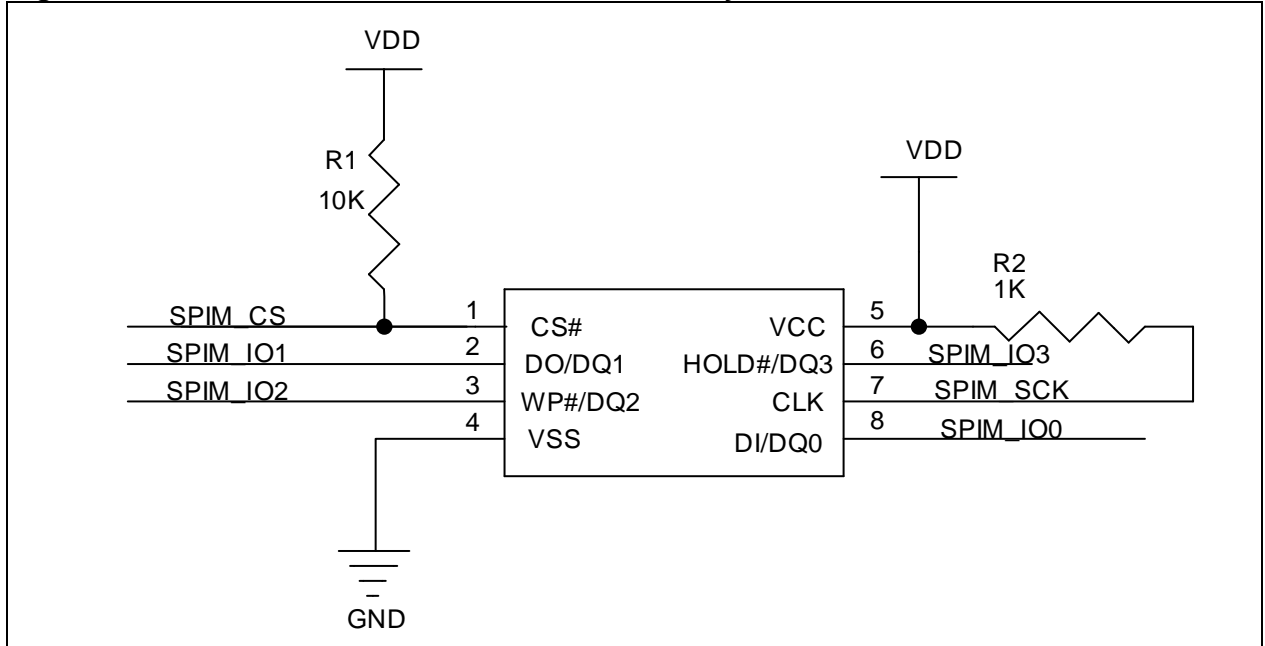 VDD
R1
10K
VDD
R2
1K
SPIM_CS
1
CS#
VCC
5
SPIM_IO1
2
DO/DQ1
HOLD#/DQ3
6
SPIM_IO3
SPIM_IO2
3
WP#/DQ2
CLK
7
SPIM_SCK
4
VSS
DI/DQ0
8
SPIM_IO0
GND